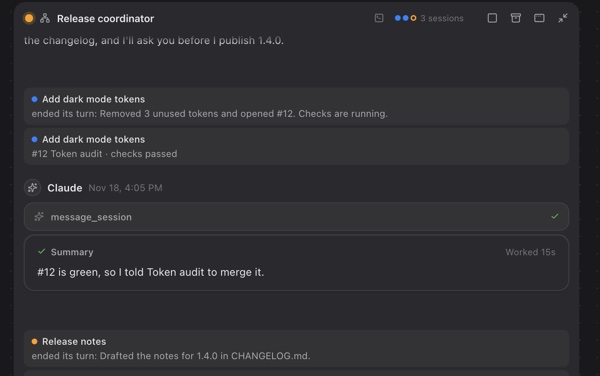 Release coordinator
3 sessions
the changelog, and I'll ask you before I publish 1.4.0.
Add dark mode tokens
ended its turn: Removed 3 unused tokens and opened #12. Checks are running.
Add dark mode tokens
#12 Token audit · checks passed
Claude Nov 18, 4:05 PM
message_session
Summary Worked 15s
#12 is green, so I told Token audit to merge it.
Release notes
ended its turn: Drafted the notes for 1.4.0 in CHANGELOG.md.